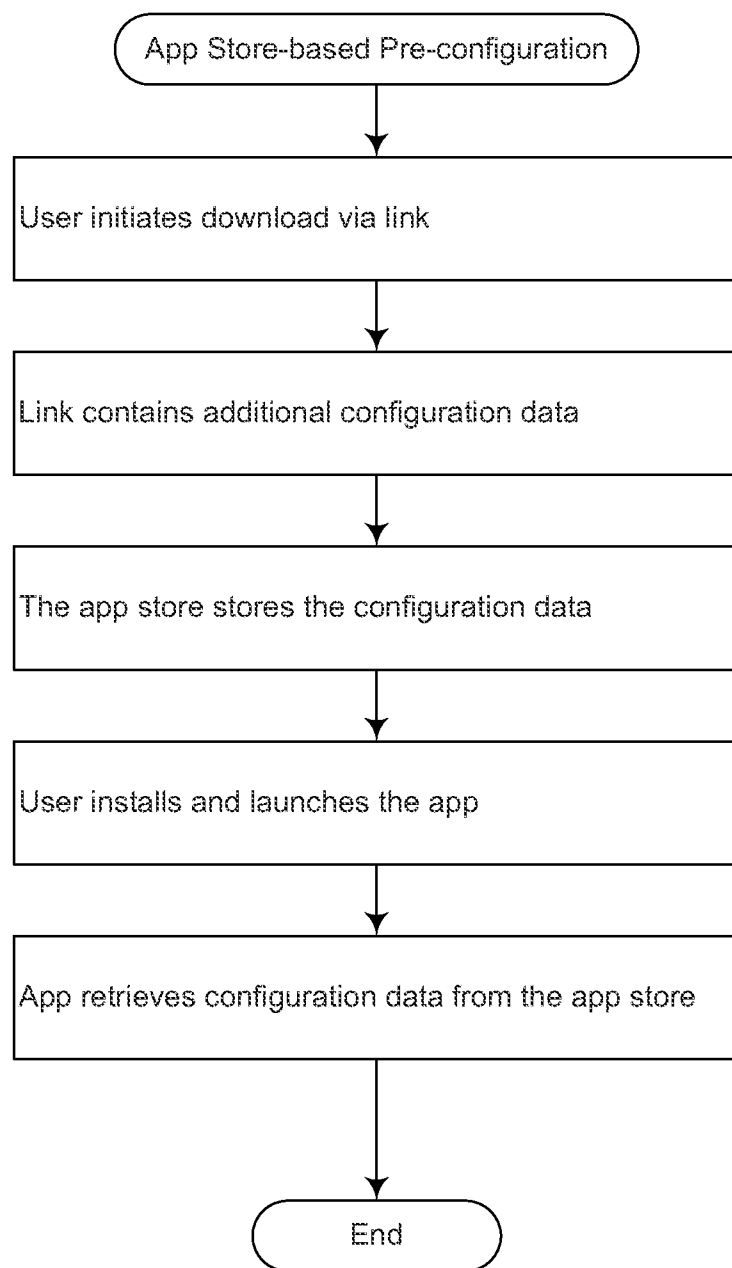 App Store-based Pre-configuration
User initiates download via link
Link contains additional configuration data
The app store stores the configuration data
User installs and launches the app
App retrieves configuration data from the app store
End